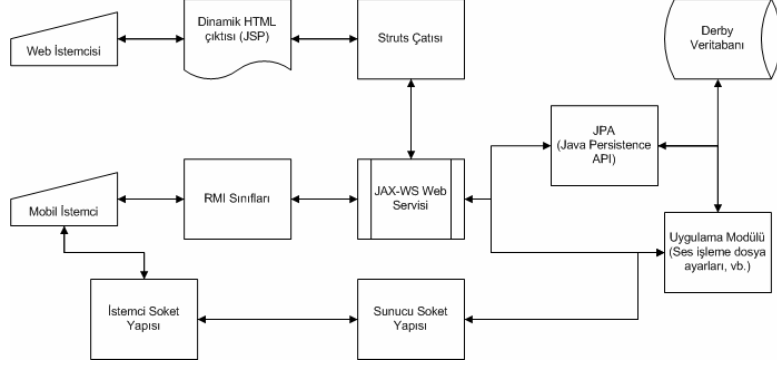 Web İstemcisi
Dinamik HTML
çıktısı (JSP)
Struts Çatısı
Derby
Veritabanı
JPA
(Java Persistence
API)
Mobil İstemci
RMI Sınıfları
JAX-WS Web
Servisi
Uygulama Modülü
(Ses işleme dosya
ayarları, vb.)
İstemci Soket
Yapısı
Sunucu Soket
Yapısı